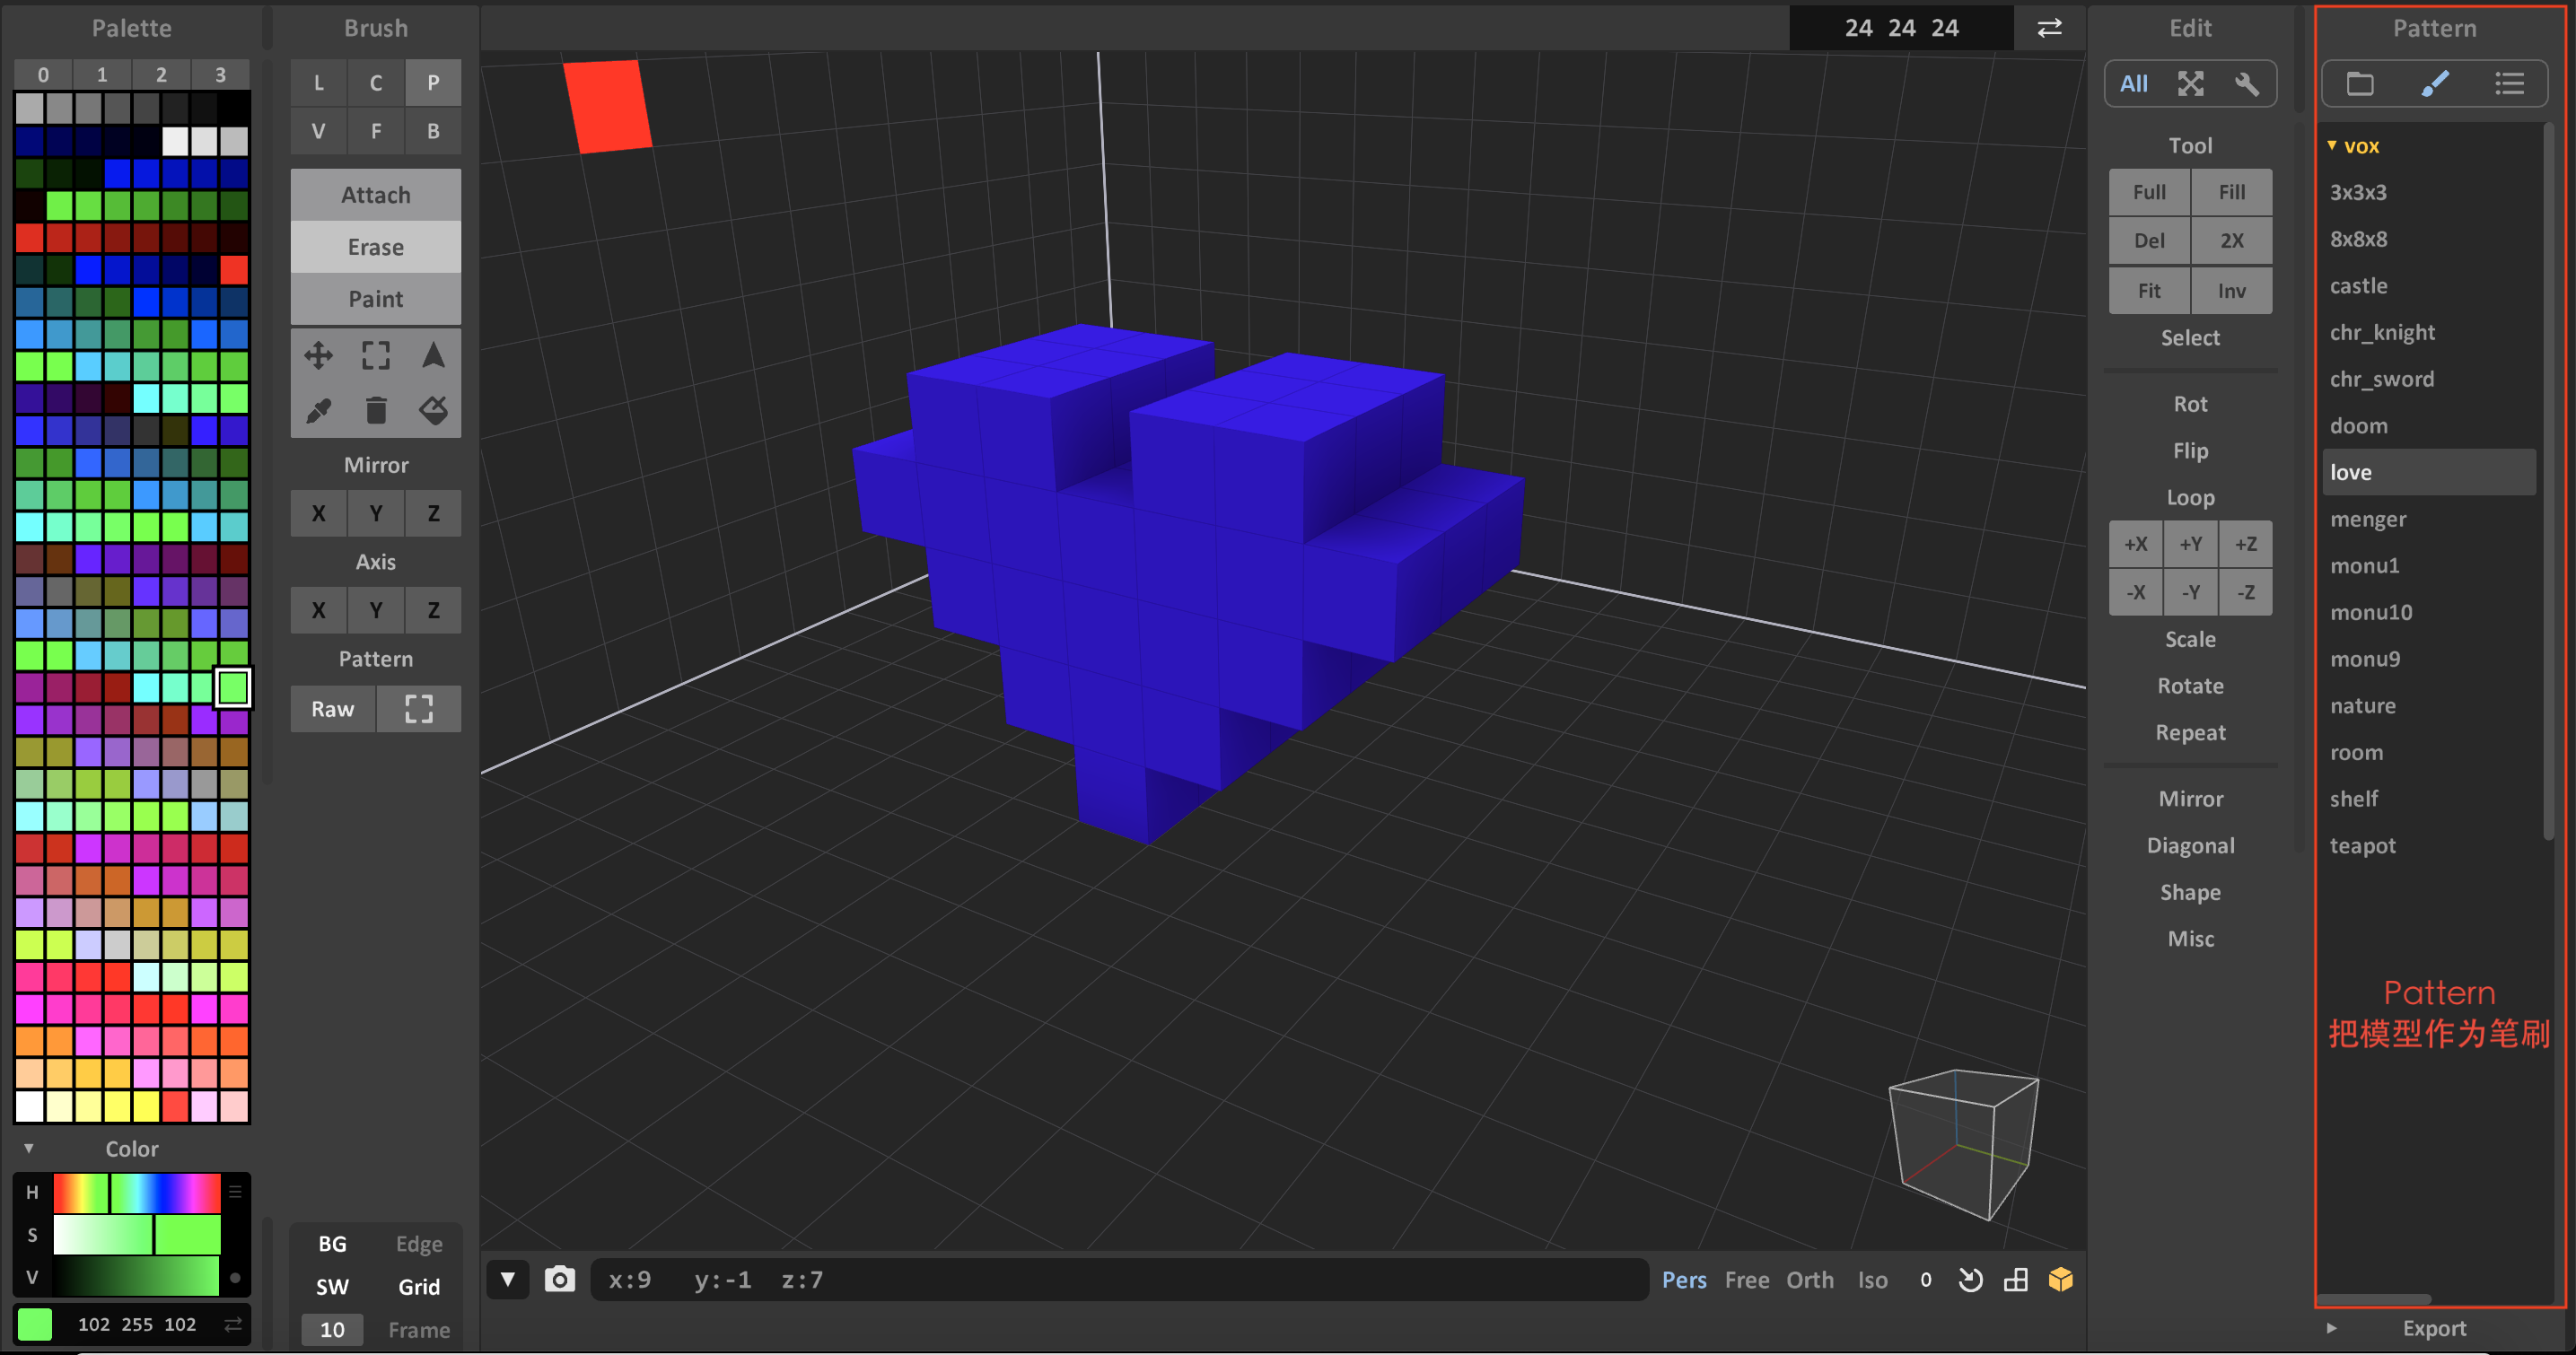 Palette
0 1 2 3
Color
H
S
V
102 255 102
Brush
L C P
V F B
Attach
Erase
Paint
Mirror
X Y Z
Axis
X Y Z
Pattern
Raw
BG Edge
SW Grid
10 Frame
24 24 24
x:9 y:-1 z:7
Pers Free Orth Iso 0
Edit
All
Tool
Full Fill
Del 2X
Fit Inv
Select
Rot
Flip
Loop
+X +Y +Z
-X -Y -Z
Scale
Rotate
Repeat
Mirror
Diagonal
Shape
Misc
Pattern
vox
3x3x3
8x8x8
castle
chr_knight
chr_sword
doom
love
menger
monu1
monu10
monu9
nature
room
shelf
teapot
Pattern
把模型作为笔刷
Export